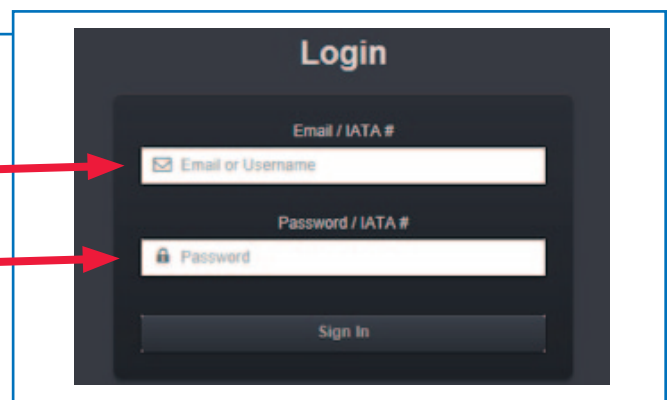 Login
Email / IATA #
Email or Username
Password / IATA #
Password
Sign In